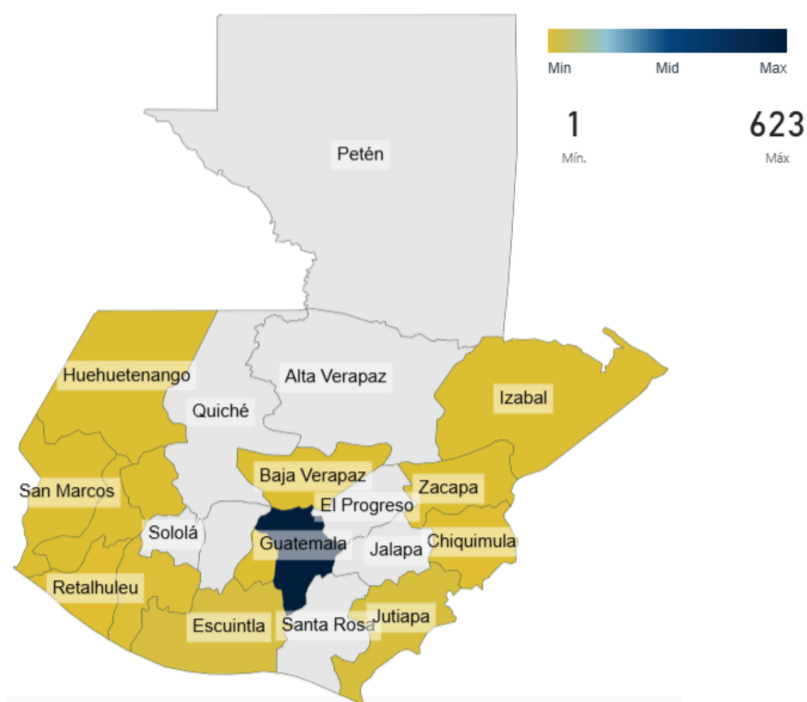 Min Mid Max
1 623
Mín. Máx
Petén
Huehuetenango
Alta Verapaz
Quiché
Izabal
Baja Verapaz
San Marcos
Zacapa
El Progreso
Sololá
Guatemala
Jalapa
Chiquimula
Retalhuleu
Escuintla
Santa Rosa
Jutiapa